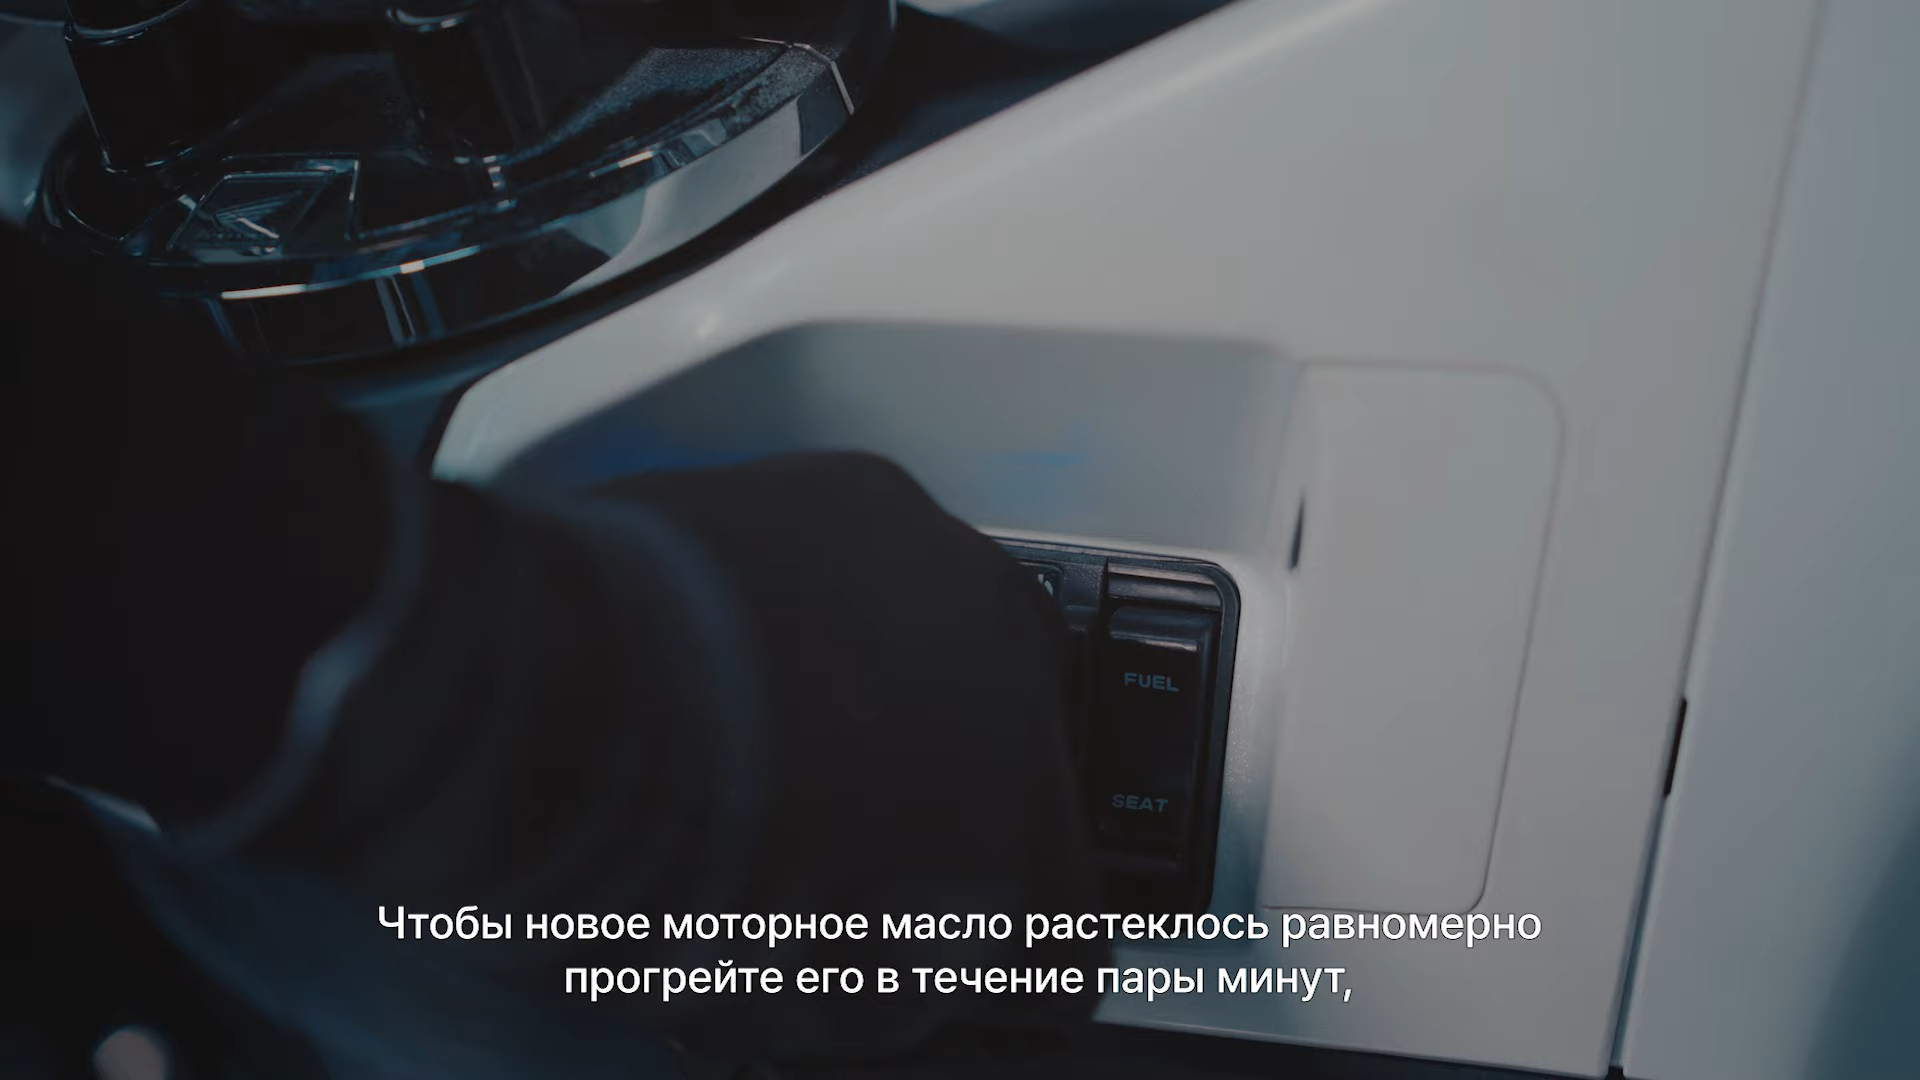 FUEL
SEAT
Чтобы новое моторное масло растеклось равномерно
прогрейте его в течение пары минут,